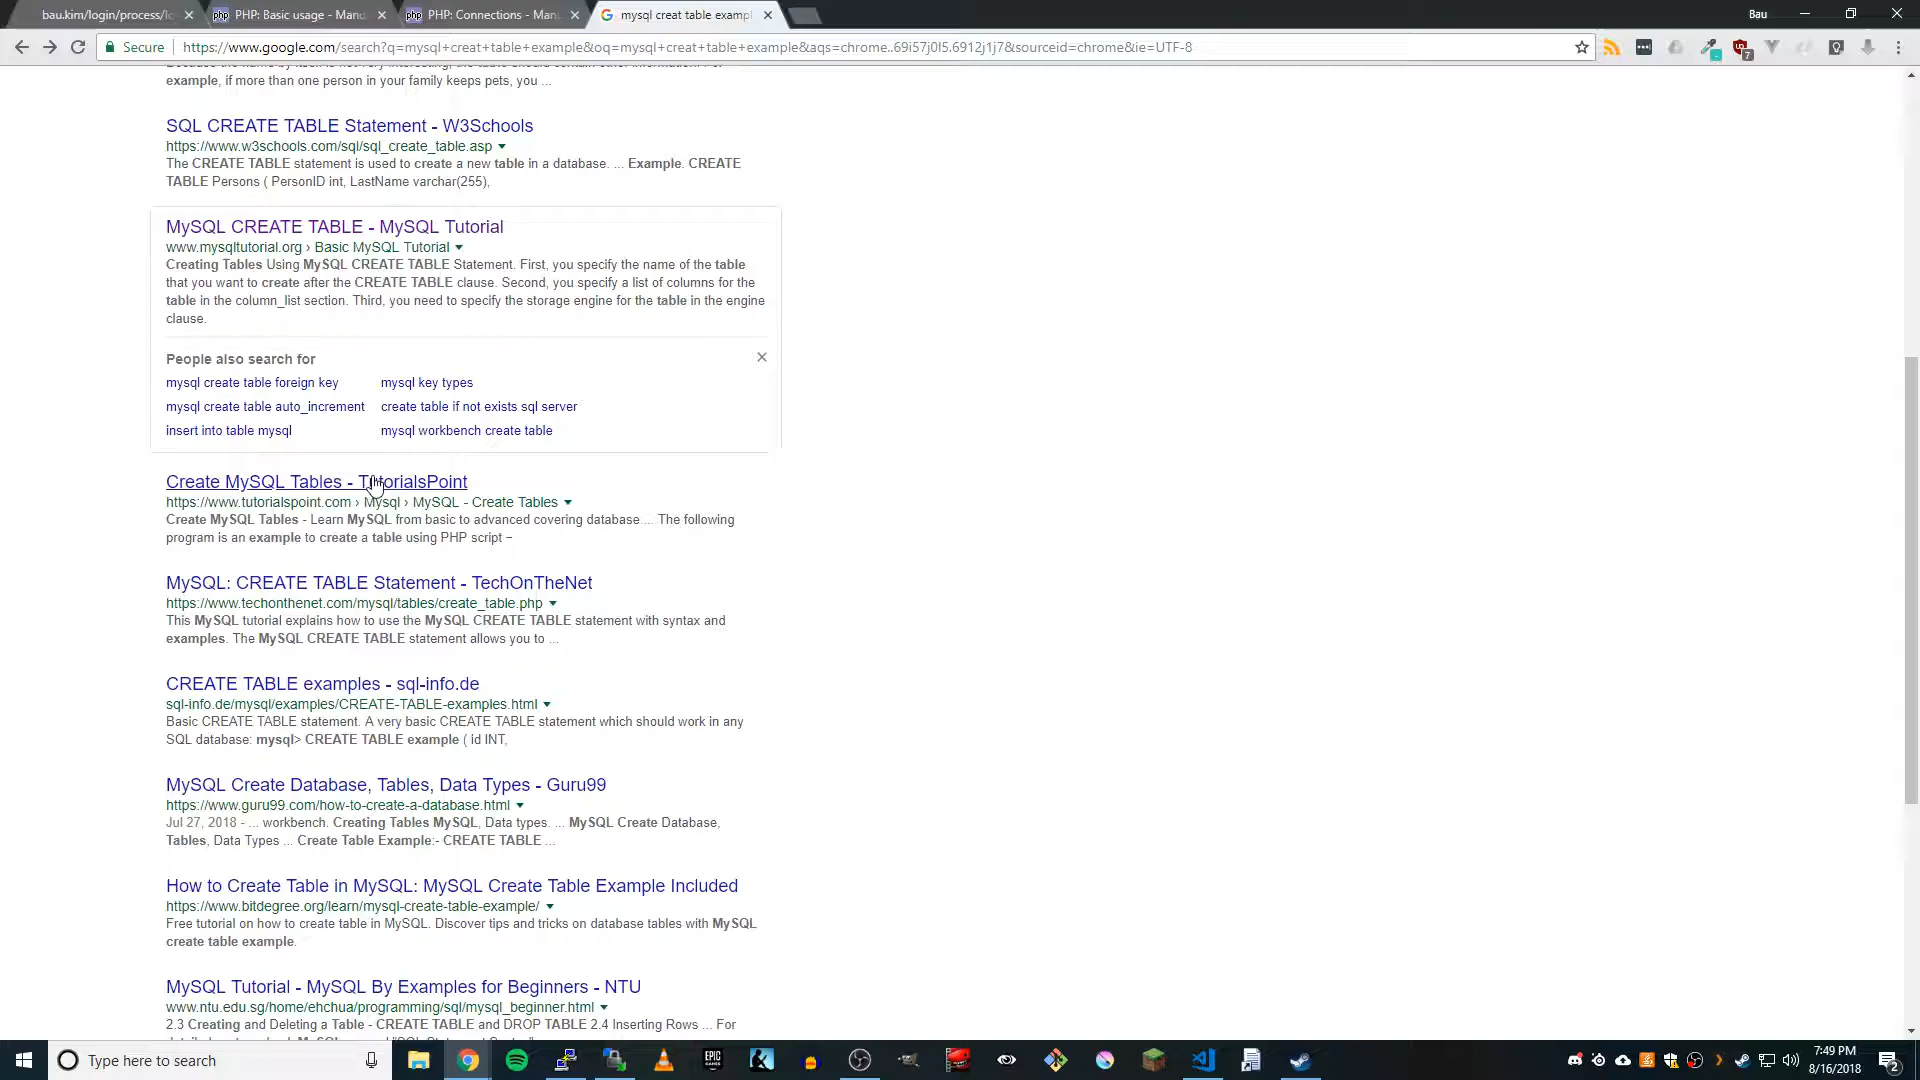 bau.kim/login/process/lo
PHP: Basic usage - Manu
PHP: Connections - Manu
mysql creat table exampl
Bau
Secure
https://www.google.com/search?q=mysql+creat+table+example&oq=mysql+creat+table+example&aqs=chrome..69i57j0l5.6912j1j7&sourceid=chrome&ie=UTF-8
example, if more than one person in your family keeps pets, you ...
SQL CREATE TABLE Statement - W3Schools
https://www.w3schools.com/sql/sql_create_table.asp
The CREATE TABLE statement is used to create a new table in a database. ... Example. CREATE
TABLE Persons ( PersonID int, LastName varchar(255),
MySQL CREATE TABLE - MySQL Tutorial
www.mysqltutorial.org › Basic MySQL Tutorial
Creating Tables Using MySQL CREATE TABLE Statement. First, you specify the name of the table
that you want to create after the CREATE TABLE clause. Second, you specify a list of columns for the
table in the column_list section. Third, you need to specify the storage engine for the table in the engine
clause.
People also search for
mysql create table foreign key
mysql key types
mysql create table auto_increment
create table if not exists sql server
insert into table mysql
mysql workbench create table
Create MySQL Tables - TutorialsPoint
https://www.tutorialspoint.com › Mysql › MySQL - Create Tables
Create MySQL Tables - Learn MySQL from basic to advanced covering database ... The following
program is an example to create a table using PHP script −
MySQL: CREATE TABLE Statement - TechOnTheNet
https://www.techonthenet.com/mysql/tables/create_table.php
This MySQL tutorial explains how to use the MySQL CREATE TABLE statement with syntax and
examples. The MySQL CREATE TABLE statement allows you to ...
CREATE TABLE examples - sql-info.de
sql-info.de/mysql/examples/CREATE-TABLE-examples.html
Basic CREATE TABLE statement. A very basic CREATE TABLE statement which should work in any
SQL database: mysql> CREATE TABLE example ( id INT,
MySQL Create Database, Tables, Data Types - Guru99
https://www.guru99.com/how-to-create-a-database.html
Jul 27, 2018 - ... workbench. Creating Tables MySQL, Data types. ... MySQL Create Database,
Tables, Data Types ... Create Table Example:- CREATE TABLE ...
How to Create Table in MySQL: MySQL Create Table Example Included
https://www.bitdegree.org/learn/mysql-create-table-example/
Free tutorial on how to create table in MySQL. Discover tips and tricks on database tables with MySQL
create table example.
MySQL Tutorial - MySQL By Examples for Beginners - NTU
www.ntu.edu.sg/home/ehchua/programming/sql/mysql_beginner.html
2.3 Creating and Deleting a Table - CREATE TABLE and DROP TABLE 2.4 Inserting Rows ... For
Type here to search
EPIC
7:49 PM
8/16/2018
2